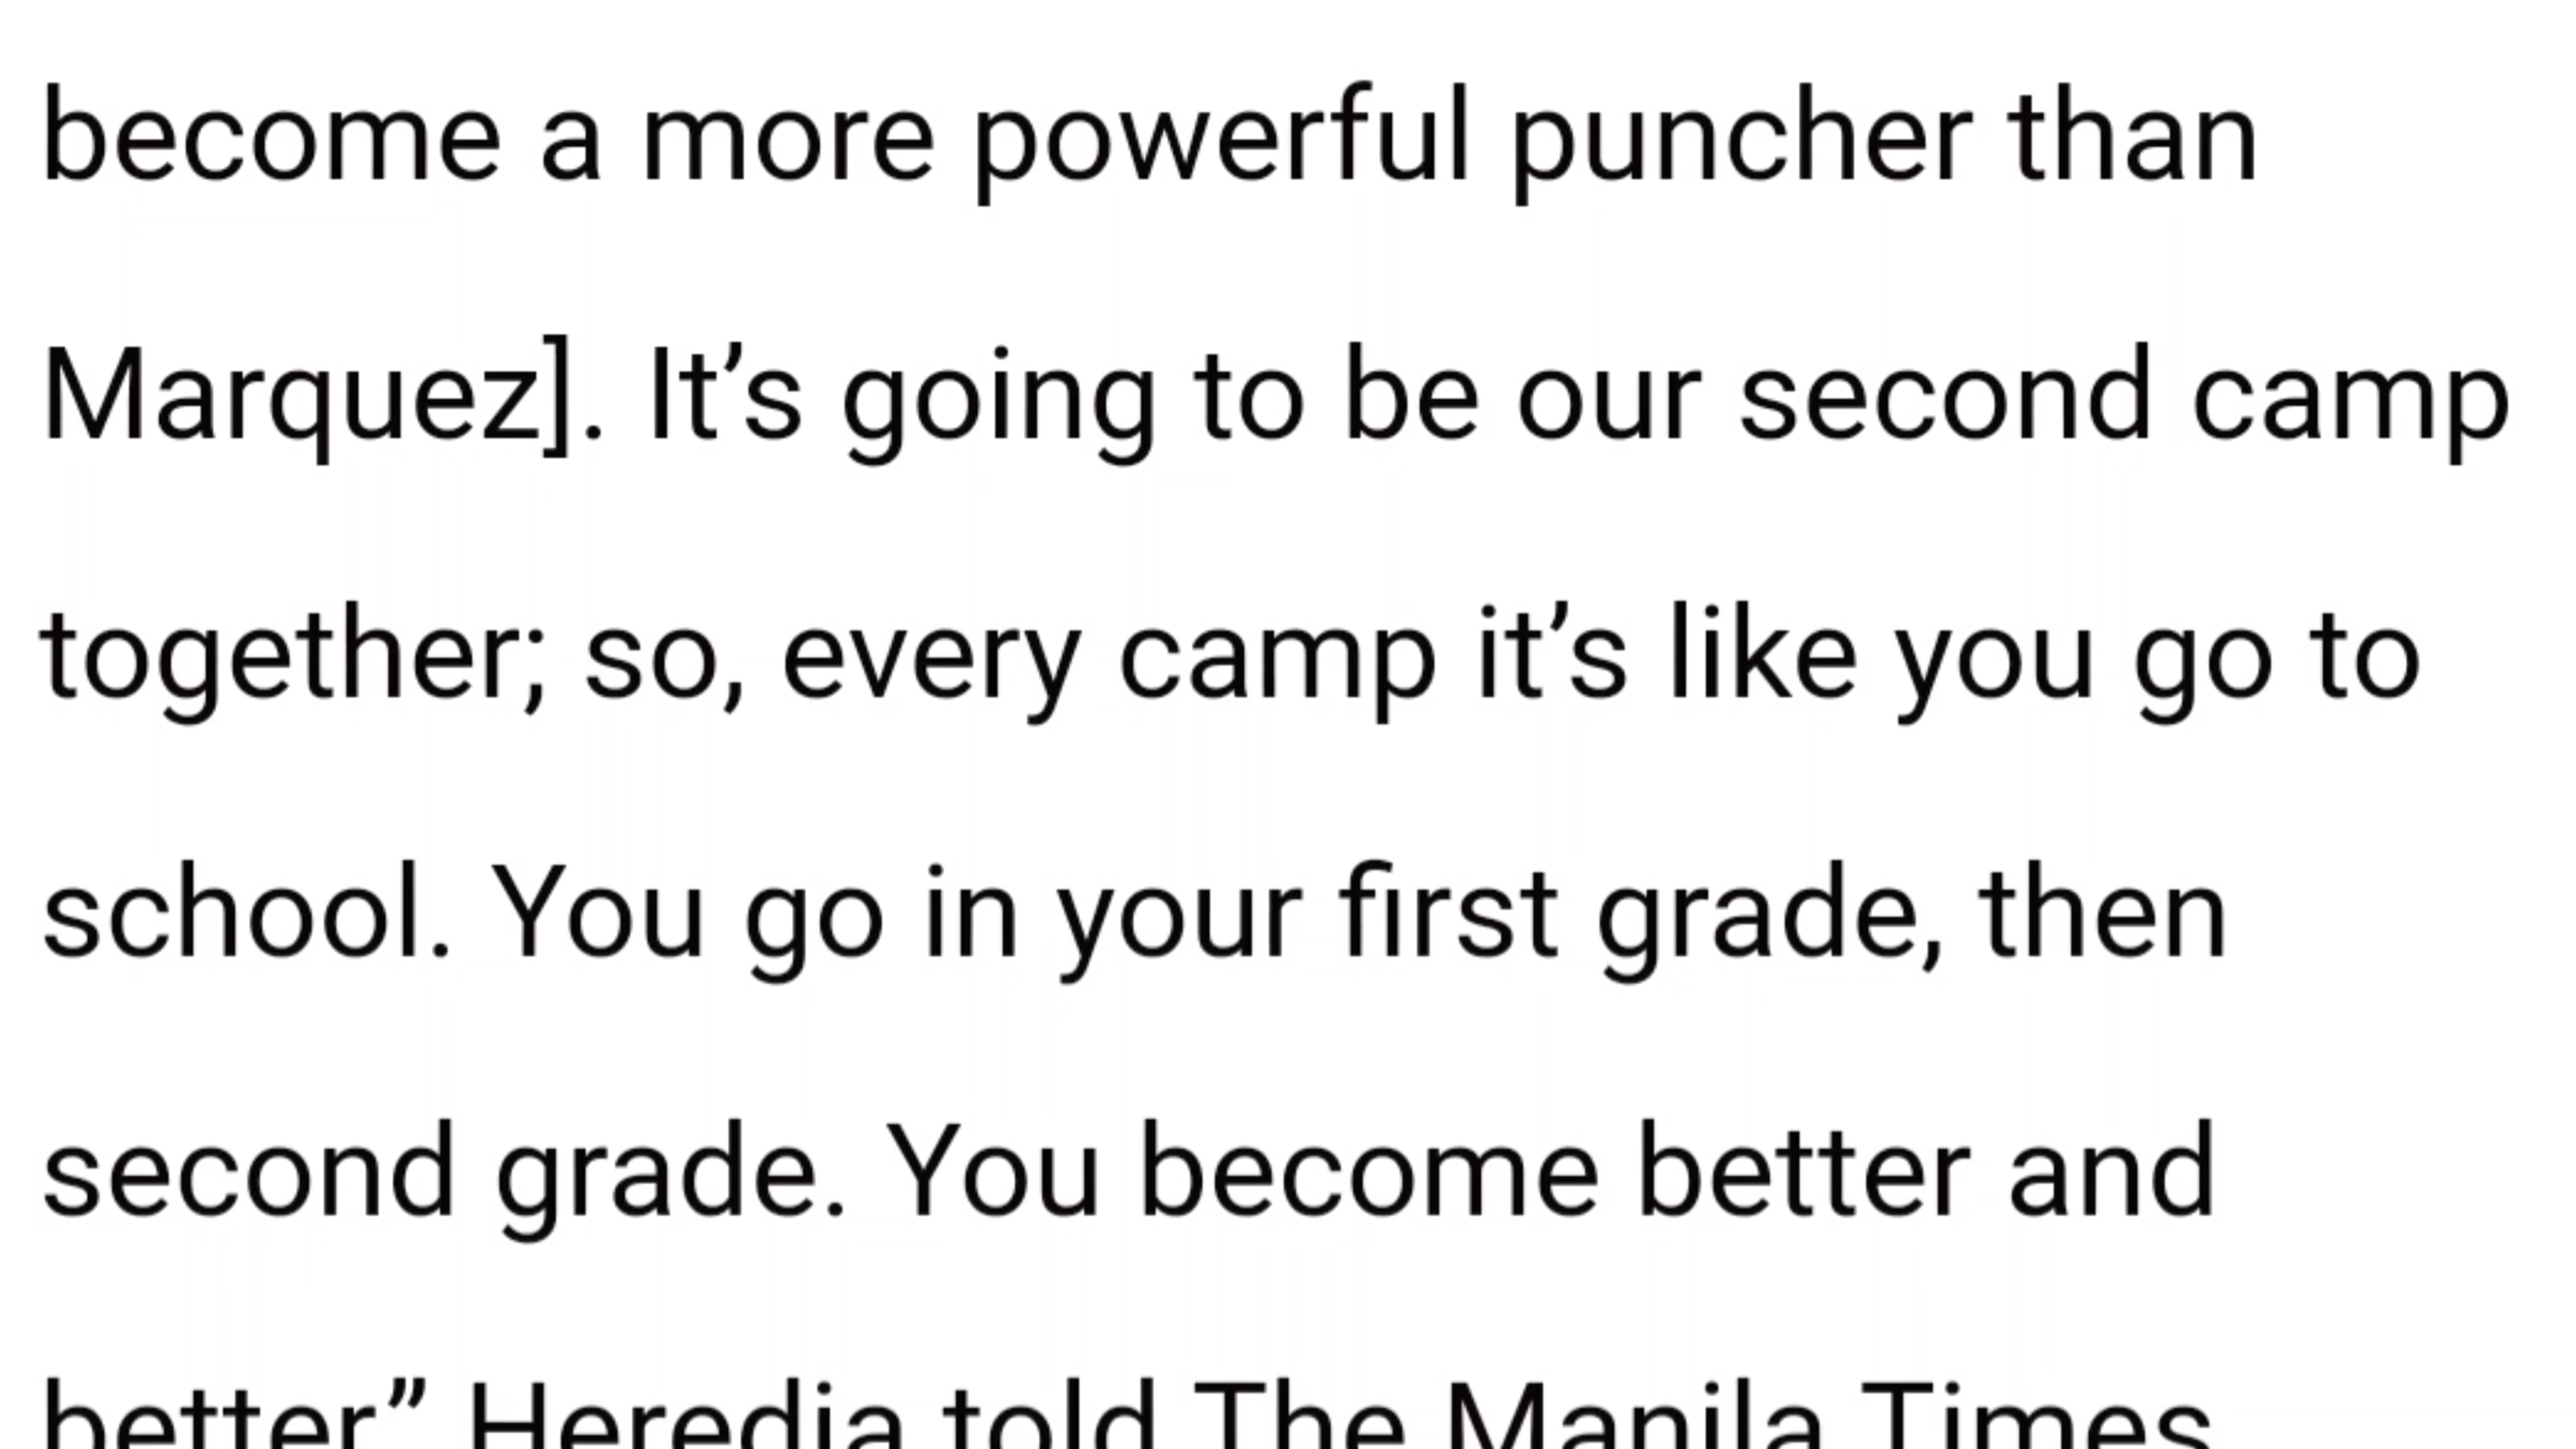 become a more powerful puncher than
Marquez]. It’s going to be our second camp
together; so, every camp it’s like you go to
school. You go in your first grade, then
second grade. You become better and
better” Heredia told The Manila Times